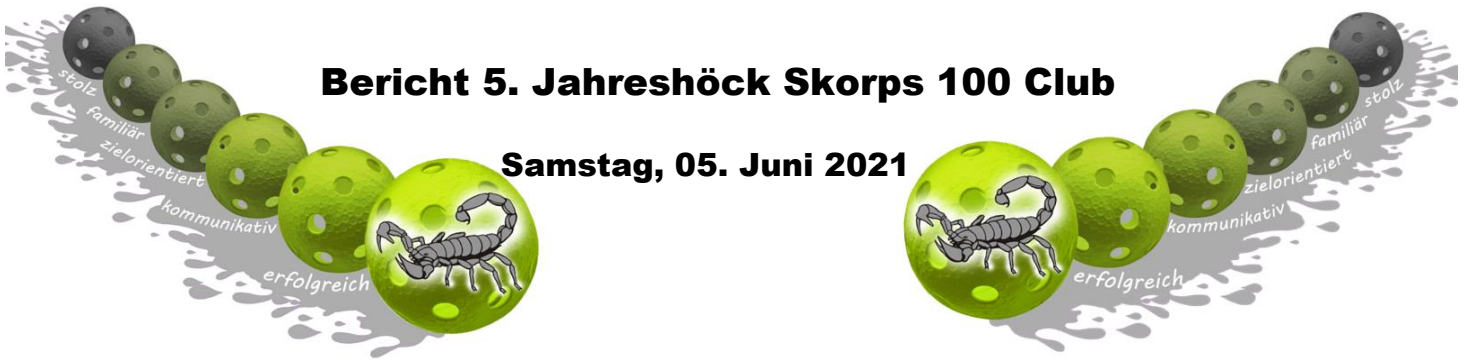 Bericht 5. Jahreshöck Skorps 100 Club
Samstag, 05. Juni 2021
stolz
familiär
zielorientiert
kommunikativ
erfolgreich
stolz
familiär
zielorientiert
kommunikativ
erfolgreich